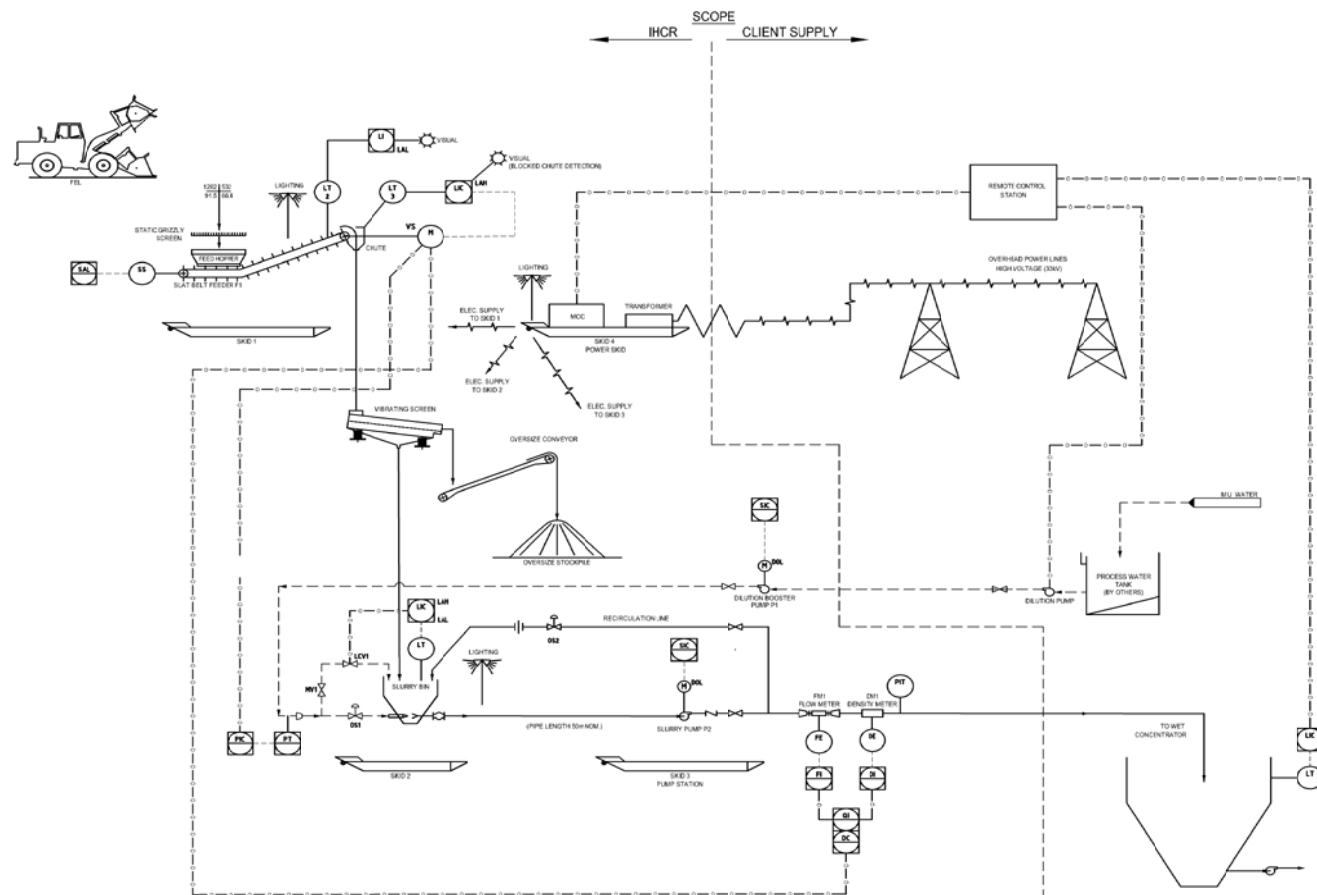 SCOPE
IHCR
CLIENT SUPPLY
FEL
LIGHTING
LI
LAL
VISUAL
VISUAL
(BLOCKED CHUTE DETECTION)
LT
2
LT
3
LIC
LAH
STATIC GRIZZLY
SCREEN
FEED HOPPER
VS
M
CHUTE
SAL
SS
SLAT BELT FEEDER F1
SKID 1
REMOTE CONTROL
STATION
OVERHEAD POWER LINES
HIGH VOLTAGE (33kV)
LIGHTING
MCC
TRANSFORMER
ELEC. SUPPLY
TO SKID 1
SKID 4
POWER SKID
ELEC. SUPPLY
TO SKID 2
ELEC. SUPPLY
TO SKID 3
VIBRATING SCREEN
OVERSIZE CONVEYOR
OVERSIZE STOCKPILE
M.U. WATER
PROCESS WATER
TANK
(BY OTHERS)
SIC
M
DOL
DILUTION BOOSTER
PUMP P1
DILUTION PUMP
LIC
LAH
LAL
LT
OS2
RECIRCULATION LINE
LCV1
MV1
SLURRY BIN
LIGHTING
SIC
M
DOL
OS1
PIC
PT
(PIPE LENGTH 50m NOM.)
SLURRY PUMP P2
FM1
FLOW METER
DM1
DENSITY METER
PIT
TO WET
CONCENTRATOR
FE
DE
FI
DI
QI
DC
LIC
LT
SKID 2
SKID 3
PUMP STATION